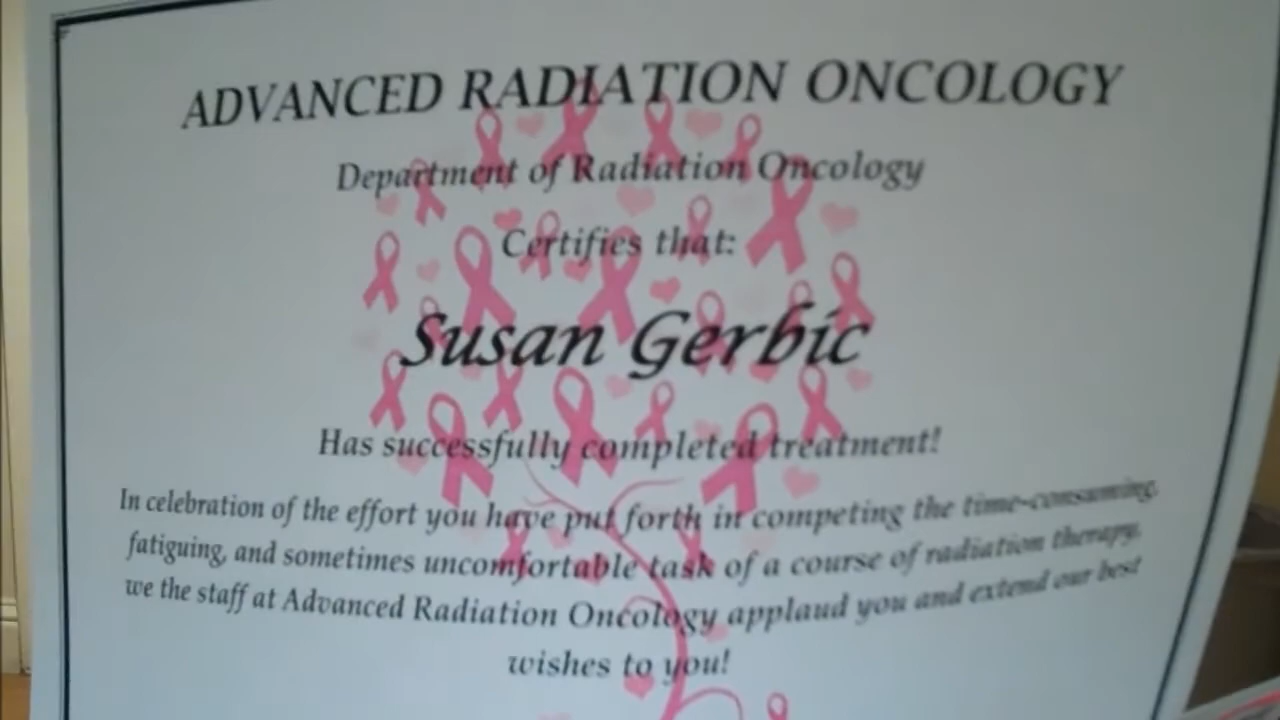 ADVANCED RADIATION ONCOLOGY
Department of Radiation Oncology
Certifies that:
Susan Gerbic
Has successfully completed treatment!
In celebration of the effort you have put forth in competing the time-consuming,
fatiguing, and sometimes uncomfortable task of a course of radiation therapy,
we the staff at Advanced Radiation Oncology applaud you and extend our best
wishes to you!